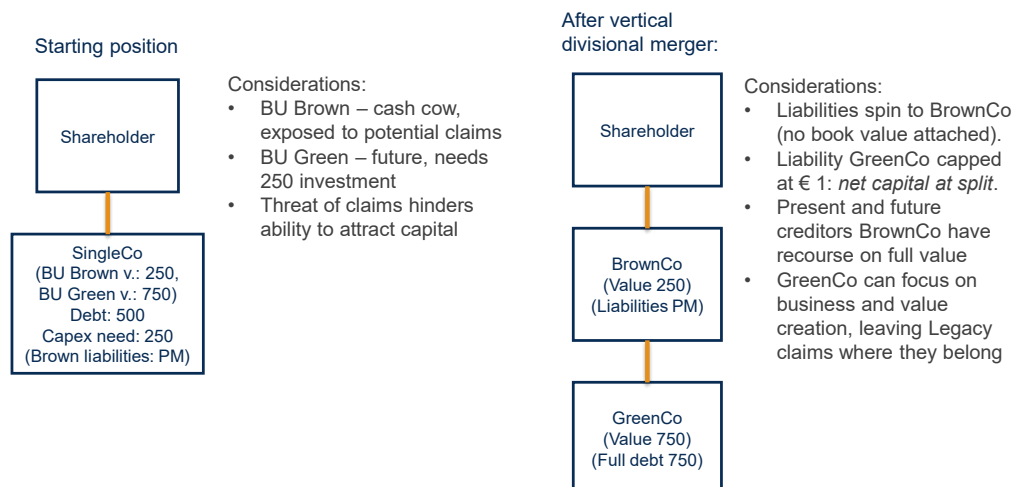 Starting position
Shareholder
SingleCo
(BU Brown v.: 250,
BU Green v.: 750)
Debt: 500
Capex need: 250
(Brown liabilities: PM)
Considerations:
• BU Brown – cash cow,
exposed to potential claims
• BU Green – future, needs
250 investment
• Threat of claims hinders
ability to attract capital
After vertical
divisional merger:
Shareholder
BrownCo
(Value 250)
(Liabilities PM)
GreenCo
(Value 750)
(Full debt 750)
Considerations:
• Liabilities spin to BrownCo
(no book value attached).
• Liability GreenCo capped
at € 1: net capital at split.
• Present and future
creditors BrownCo have
recourse on full value
• GreenCo can focus on
business and value
creation, leaving Legacy
claims where they belong